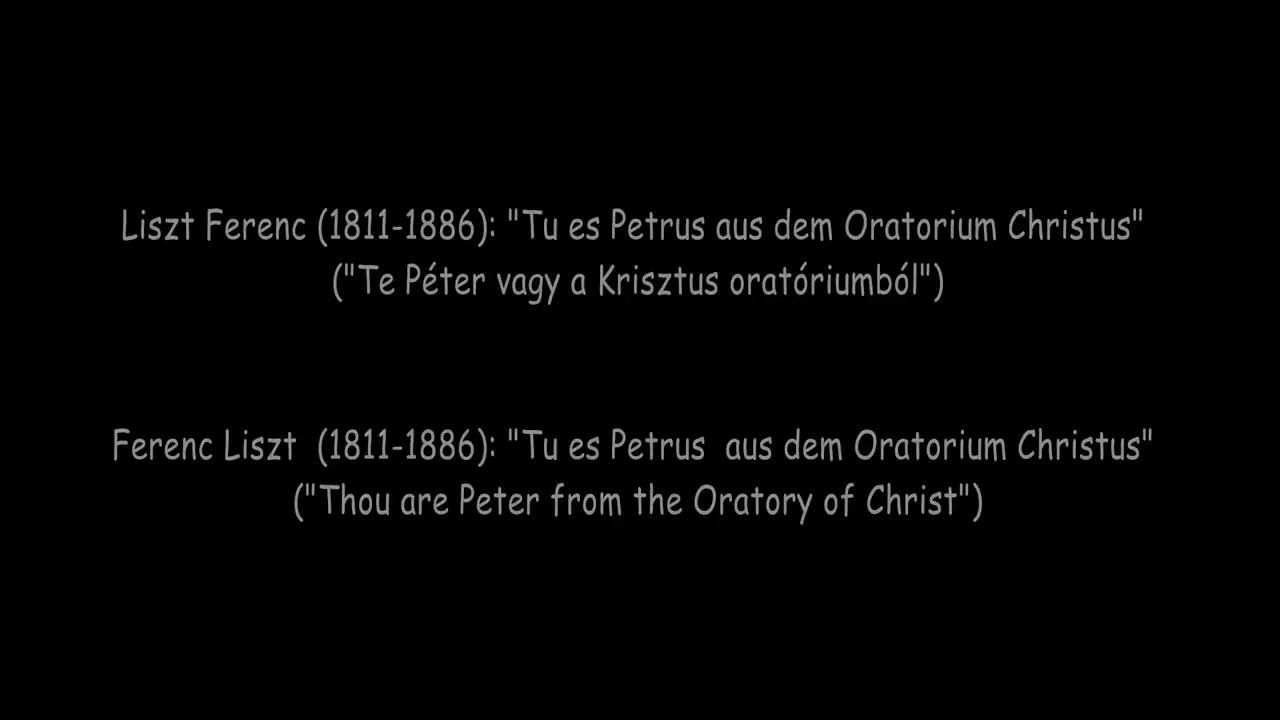 Liszt Ferenc (1811-1886): "Tu es Petrus aus dem Oratorium Christus"
("Te Péter vagy a Krisztus oratóriumból")
Ferenc Liszt  (1811-1886): "Tu es Petrus  aus dem Oratorium Christus"
("Thou are Peter from the Oratory of Christ")